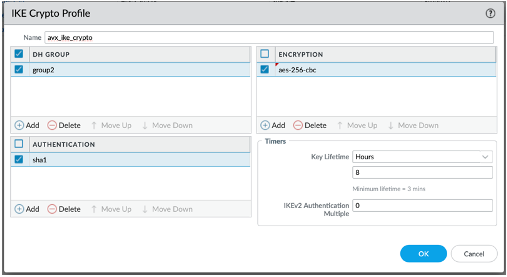 IKE Crypto Profile
Name avx_ike_crypto
DH GROUP
group2
Add Delete Move Up Move Down
ENCRYPTION
aes-256-cbc
Add Delete Move Up Move Down
AUTHENTICATION
sha1
Add Delete Move Up Move Down
Timers
Key Lifetime Hours
8
Minimum lifetime = 3 mins
IKEv2 Authentication 0
Multiple
OK Cancel